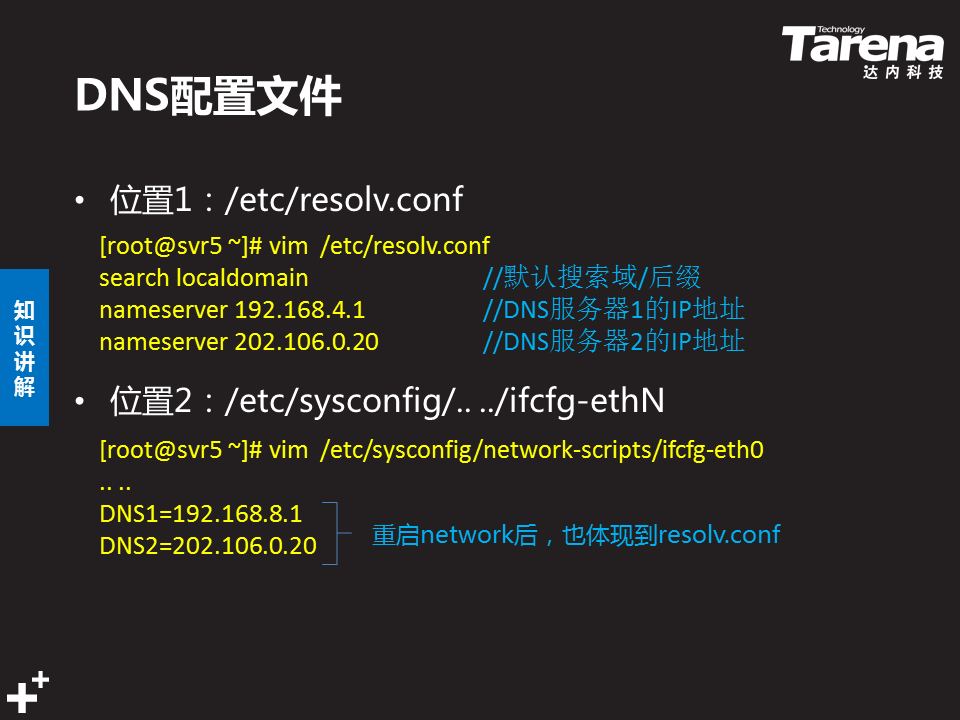 Technology
Tarena
达内科技
DNS配置文件
• 位置1：/etc/resolv.conf
[root@svr5 ~]# vim /etc/resolv.conf
search localdomain //默认搜索域/后缀
nameserver 192.168.4.1 //DNS服务器1的IP地址
nameserver 202.106.0.20 //DNS服务器2的IP地址
知识讲解
• 位置2：/etc/sysconfig/.. ../ifcfg-ethN
[root@svr5 ~]# vim /etc/sysconfig/network-scripts/ifcfg-eth0
.. ..
DNS1=192.168.8.1
DNS2=202.106.0.20
重启network后，也体现到resolv.conf